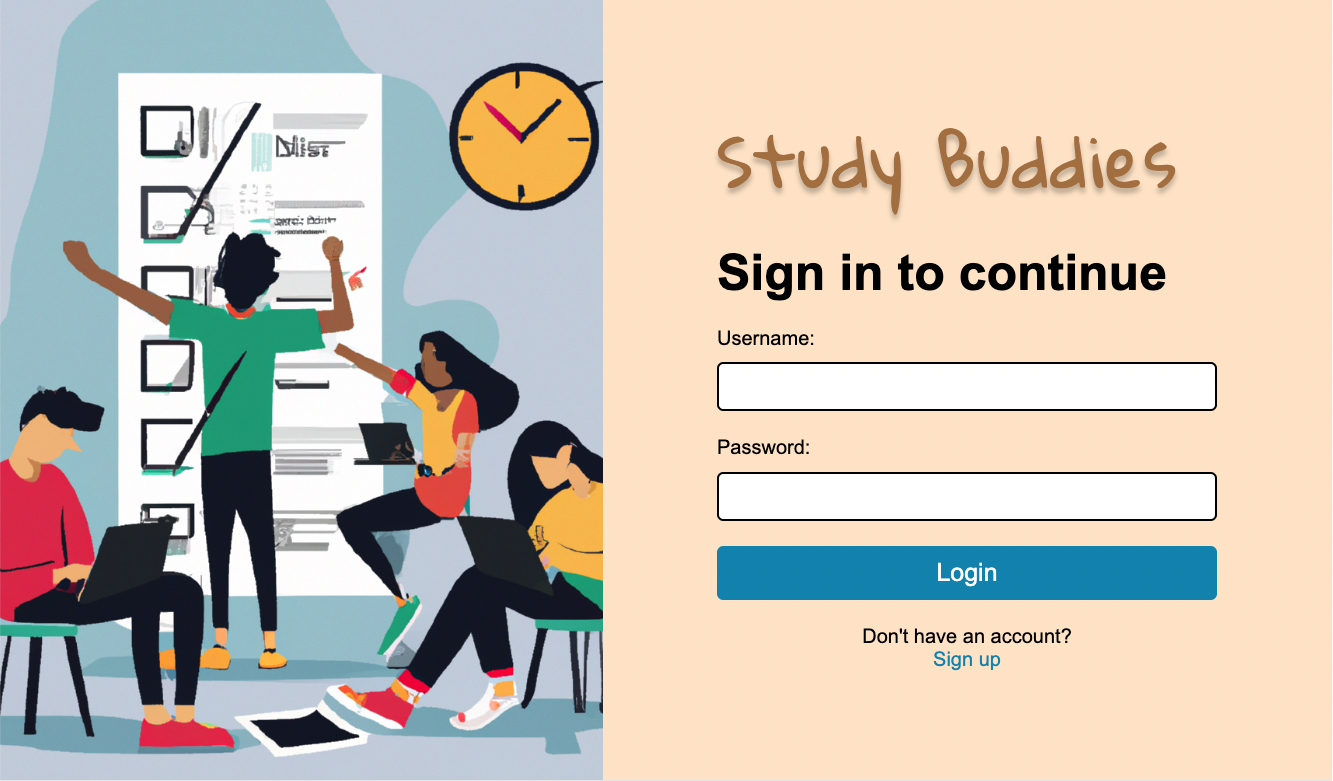 Study Buddies
Sign in to continue
Username:
Password:
Login
Don't have an account?
Sign up